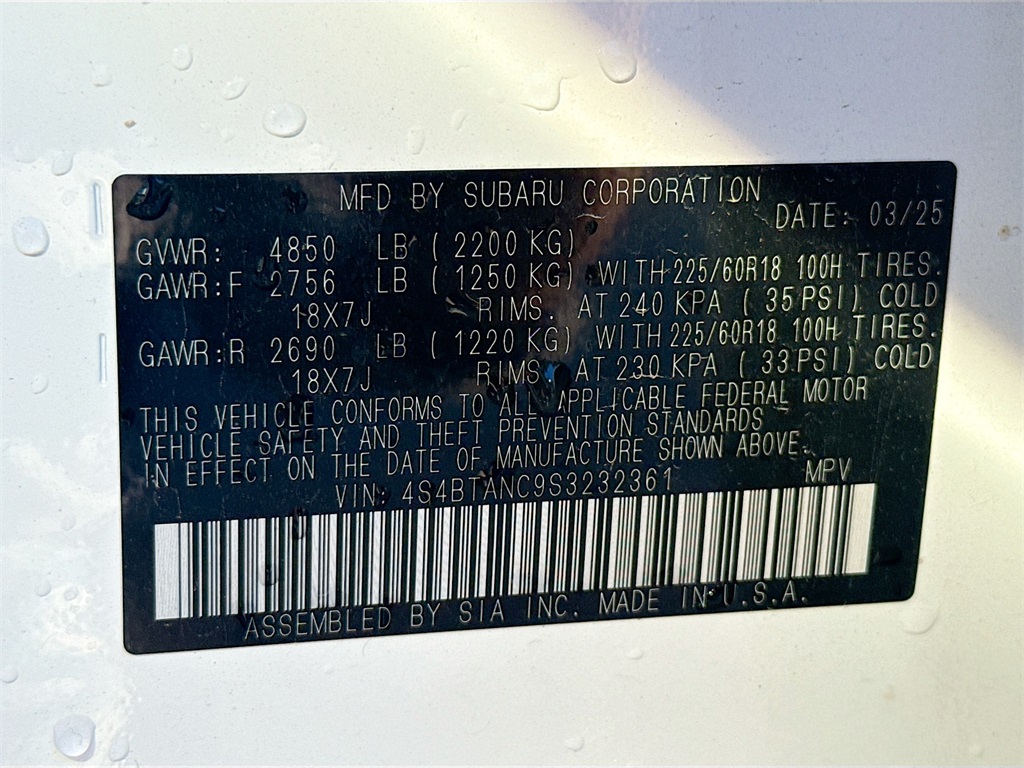 MFD BY SUBARU CORPORATION
DATE: 03/25
GVWR: 4850 LB (2200 KG)
GAWR:F 2756 LB (1250 KG) WITH 225/60R18 100H TIRES.
18X7J RIMS. AT 240 KPA (35 PSI) COLD
GAWR:R 2690 LB (1220 KG) WITH 225/60R18 100H TIRES.
18X7J RIMS. AT 230 KPA (33 PSI) COLD
THIS VEHICLE CONFORMS TO ALL APPLICABLE FEDERAL MOTOR
VEHICLE SAFETY AND THEFT PREVENTION STANDARDS
IN EFFECT ON THE DATE OF MANUFACTURE SHOWN ABOVE.
VIN: 4S4BTANC9S3232361 MPV
ASSEMBLED BY SIA INC. MADE IN U.S.A.